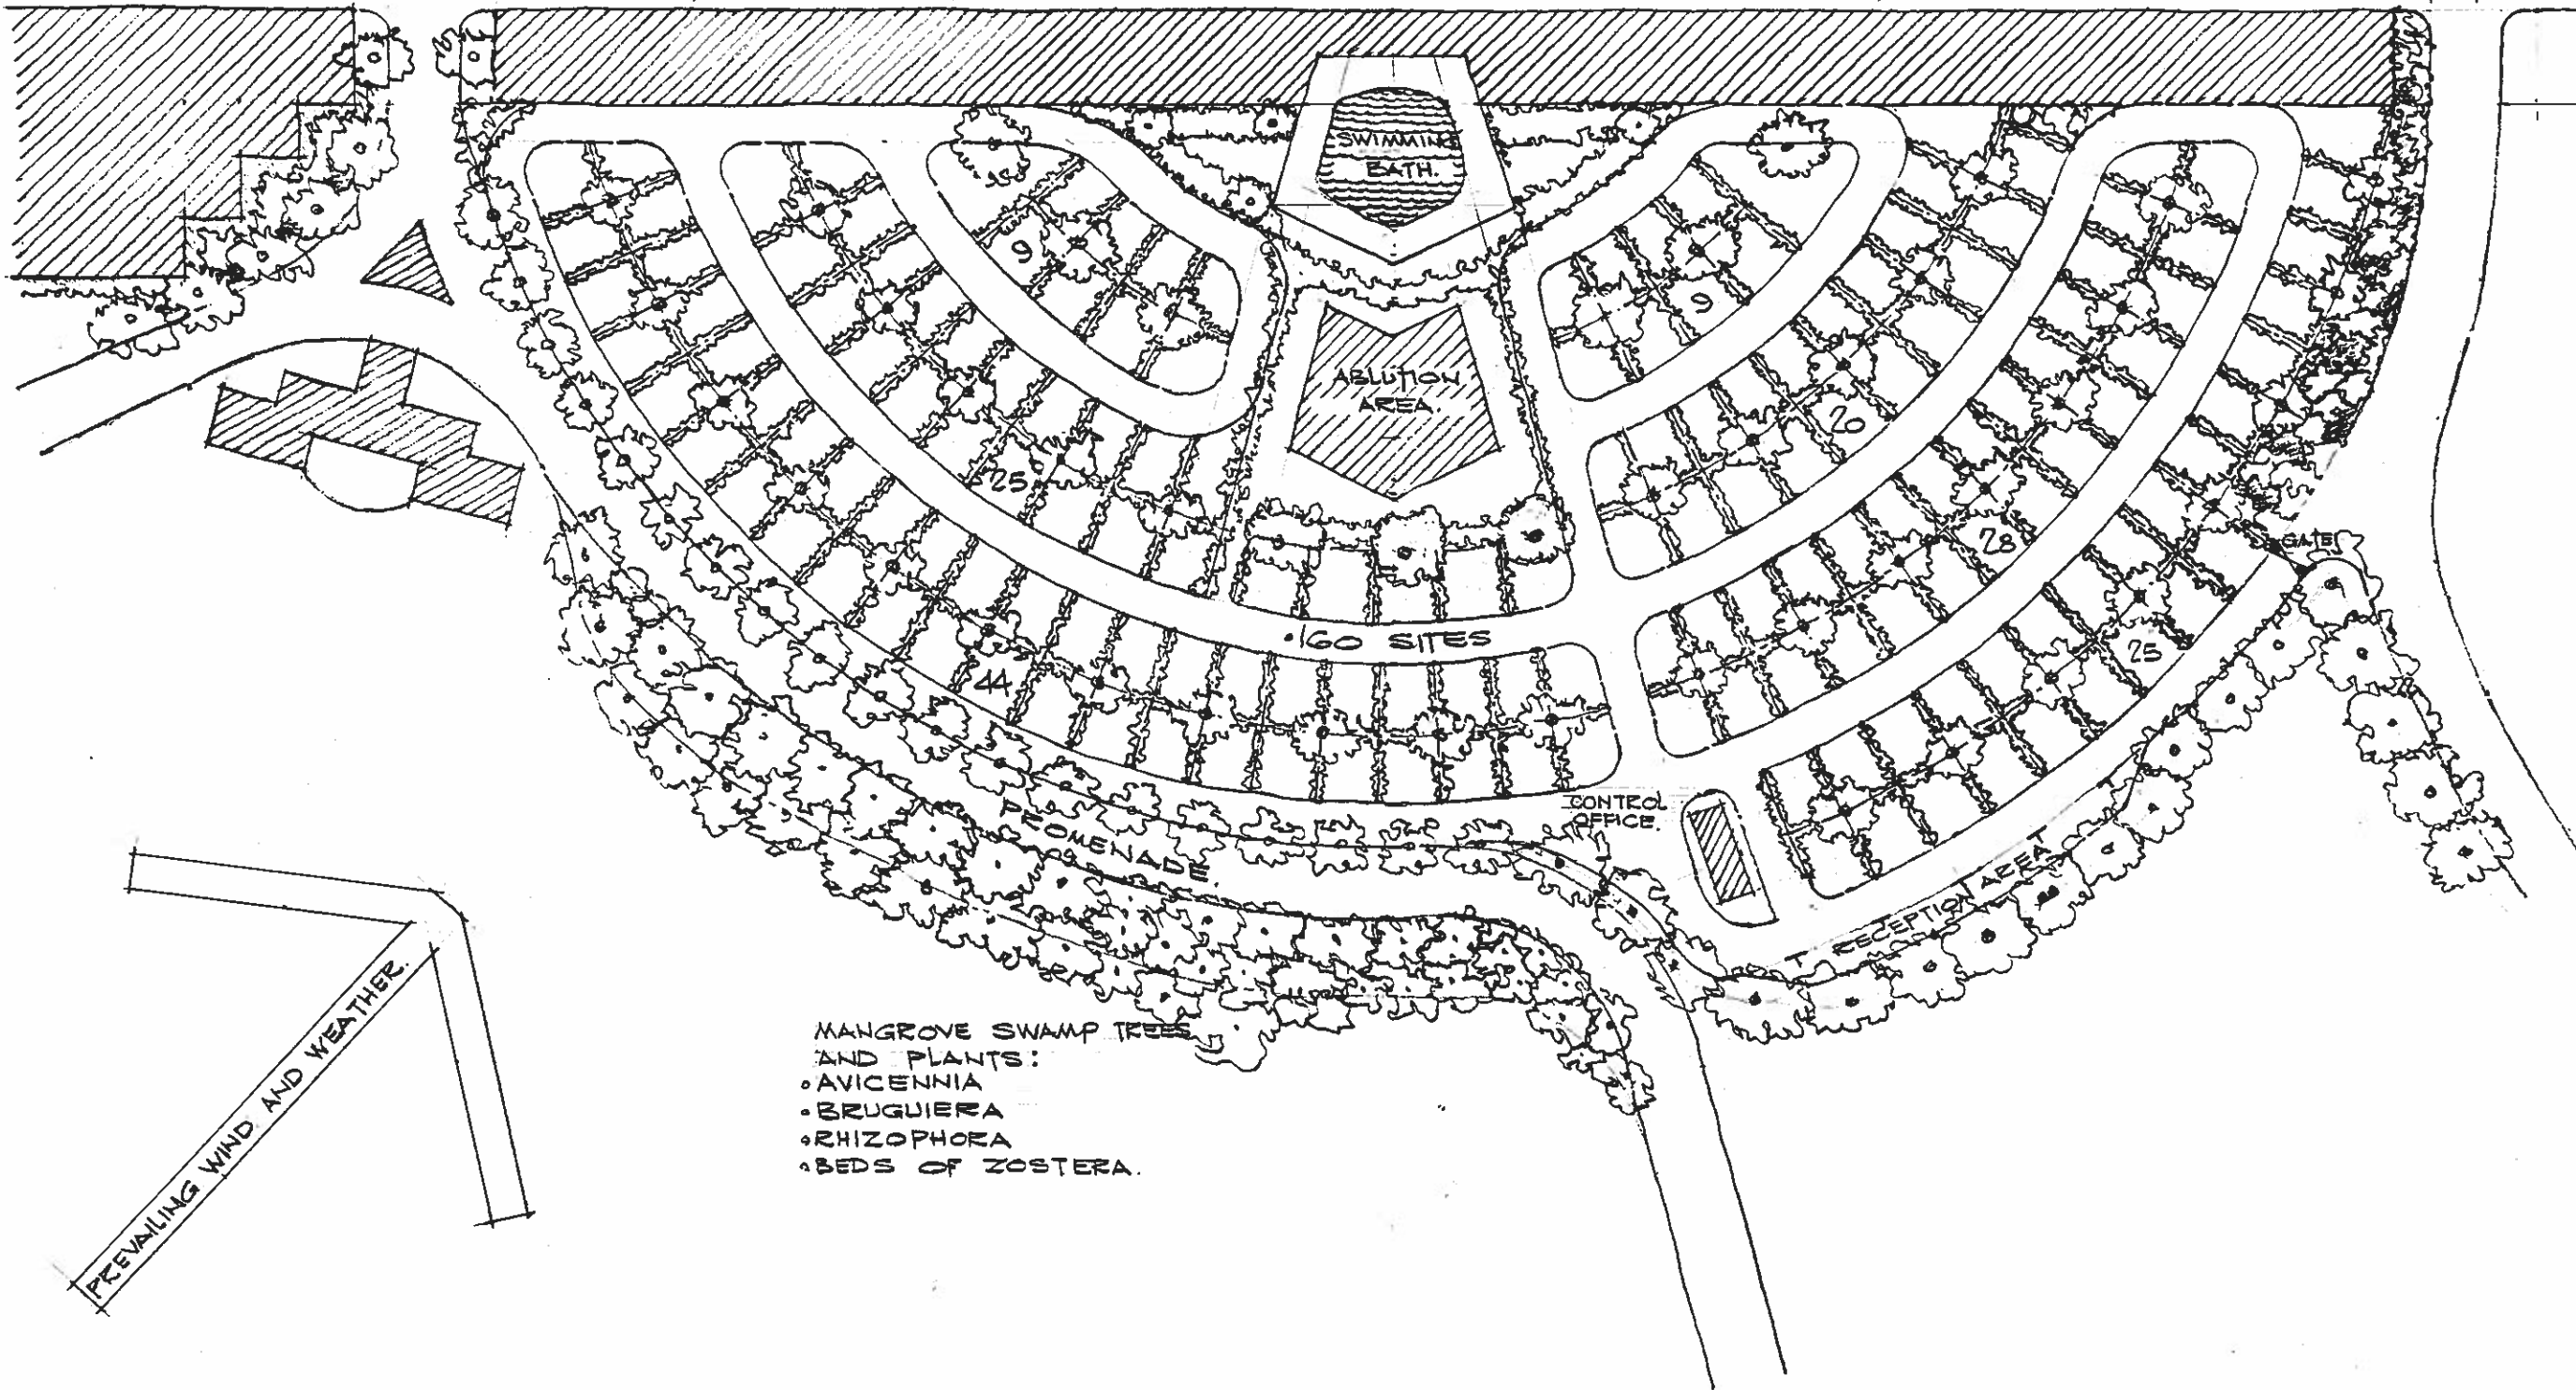 SWIMMING
BATH.
9
9
ABLUTION
AREA.
20
25
28
GATE
·160 SITES
25
44
CONTROL
OFFICE.
PROMENADE.
RECEPTION AREA
PREVAILING WIND AND WEATHER.
MANGROVE SWAMP TREES
AND PLANTS:
•AVICENNIA
•BRUGUIERA
•RHIZOPHORA
•BEDS OF ZOSTERA.